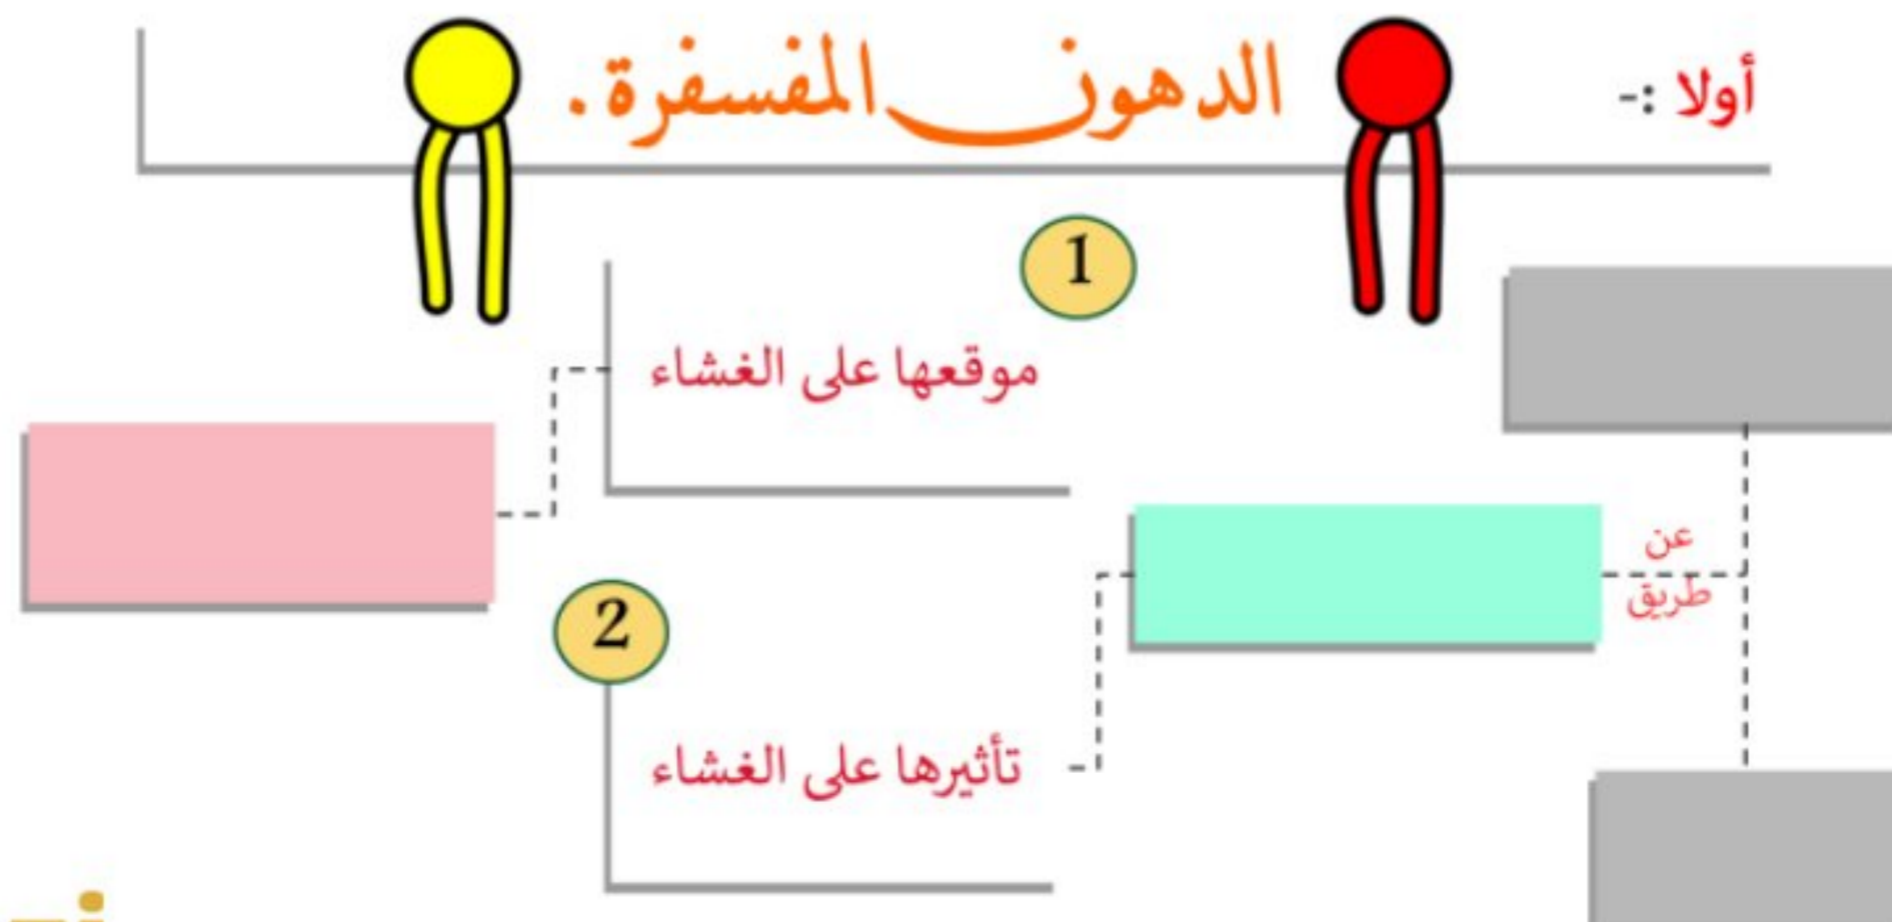 أولا :- الدهون المفسفرة.
1
موقعها على الغشاء
عن
طريق
2
تأثيرها على الغشاء